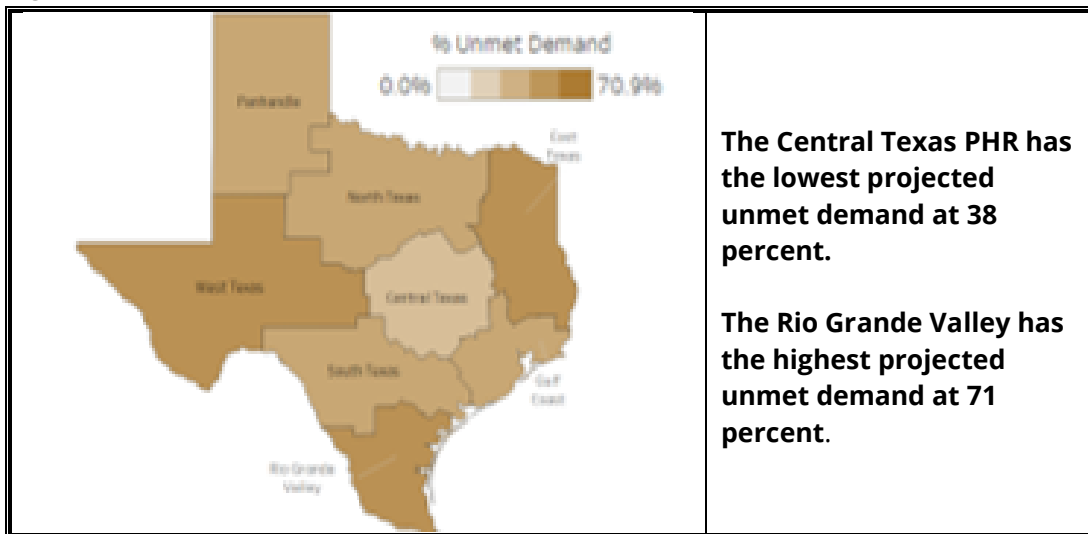 % Unmet Demand
0.0% 70.9%
Panhandle
East
Texas
North Texas
West Texas
Central Texas
South Texas
Gulf
Coast
Rio Grande
Valley
The Central Texas PHR has
the lowest projected
unmet demand at 38
percent.
The Rio Grande Valley has
the highest projected
unmet demand at 71
percent.